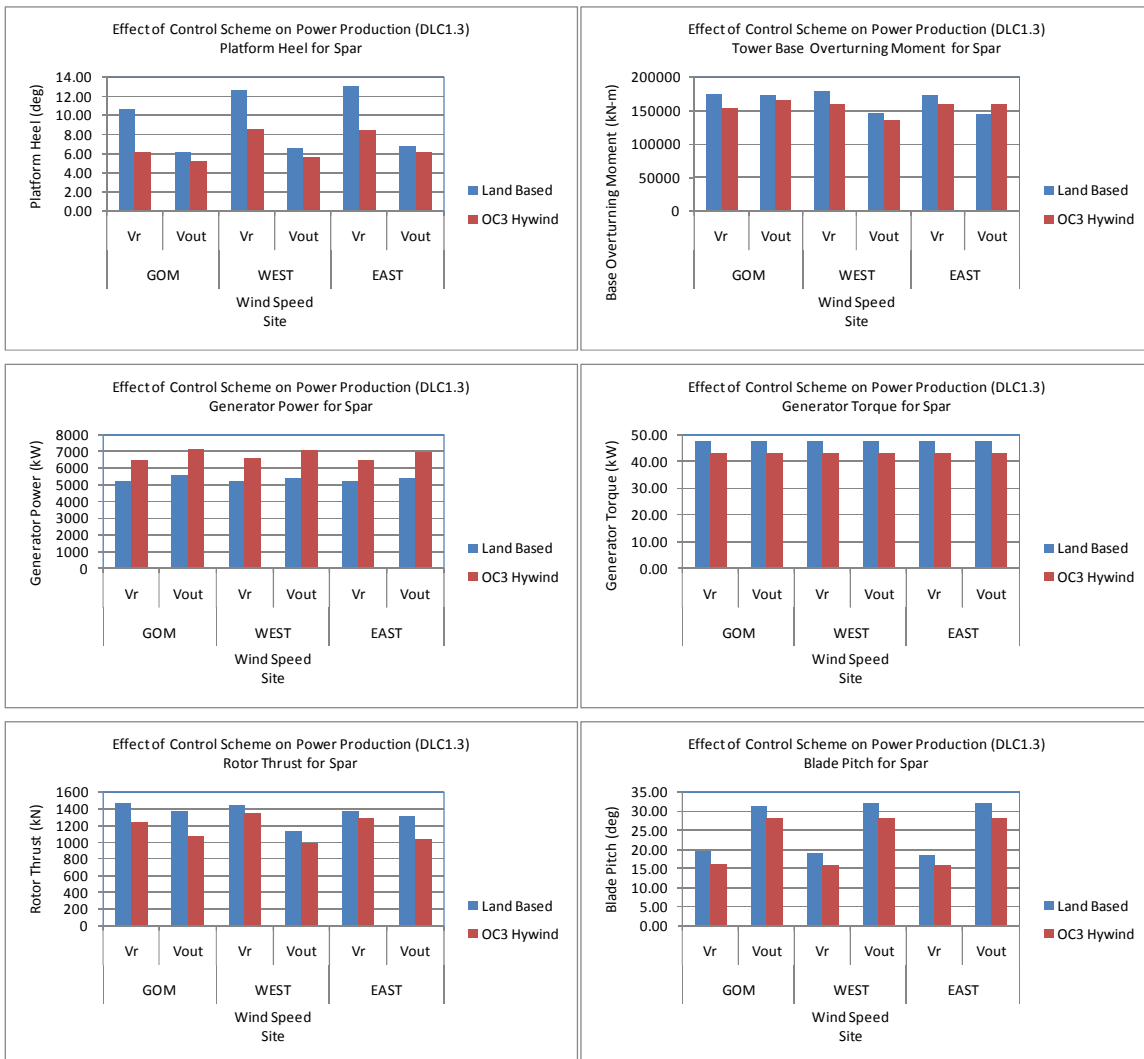 Effect of Control Scheme on Power Production (DLC1.3)
Platform Heel for Spar
Platform Heel (deg)
14.00
12.00
10.00
8.00
6.00
4.00
2.00
0.00
Land Based
OC3 Hywind
Vr Vout Vr Vout Vr Vout
GOM WEST EAST
Wind Speed
Site
Effect of Control Scheme on Power Production (DLC1.3)
Tower Base Overturning Moment for Spar
Base Overturning Moment (kN-m)
200000
150000
100000
50000
0
Land Based
OC3 Hywind
Vr Vout Vr Vout Vr Vout
GOM WEST EAST
Wind Speed
Site
Effect of Control Scheme on Power Production (DLC1.3)
Generator Power for Spar
Generator Power (kW)
8000
7000
6000
5000
4000
3000
2000
1000
0
Land Based
OC3 Hywind
Vr Vout Vr Vout Vr Vout
GOM WEST EAST
Wind Speed
Site
Effect of Control Scheme on Power Production (DLC1.3)
Generator Torque for Spar
Generator Torque (kW)
50.00
40.00
30.00
20.00
10.00
0.00
Land Based
OC3 Hywind
Vr Vout Vr Vout Vr Vout
GOM WEST EAST
Wind Speed
Site
Effect of Control Scheme on Power Production (DLC1.3)
Rotor Thrust for Spar
Rotor Thrust (kN)
1600
1400
1200
1000
800
600
400
200
0
Land Based
OC3 Hywind
Vr Vout Vr Vout Vr Vout
GOM WEST EAST
Wind Speed
Site
Effect of Control Scheme on Power Production (DLC1.3)
Blade Pitch for Spar
Blade Pitch (deg)
35.00
30.00
25.00
20.00
15.00
10.00
5.00
0.00
Land Based
OC3 Hywind
Vr Vout Vr Vout Vr Vout
GOM WEST EAST
Wind Speed
Site